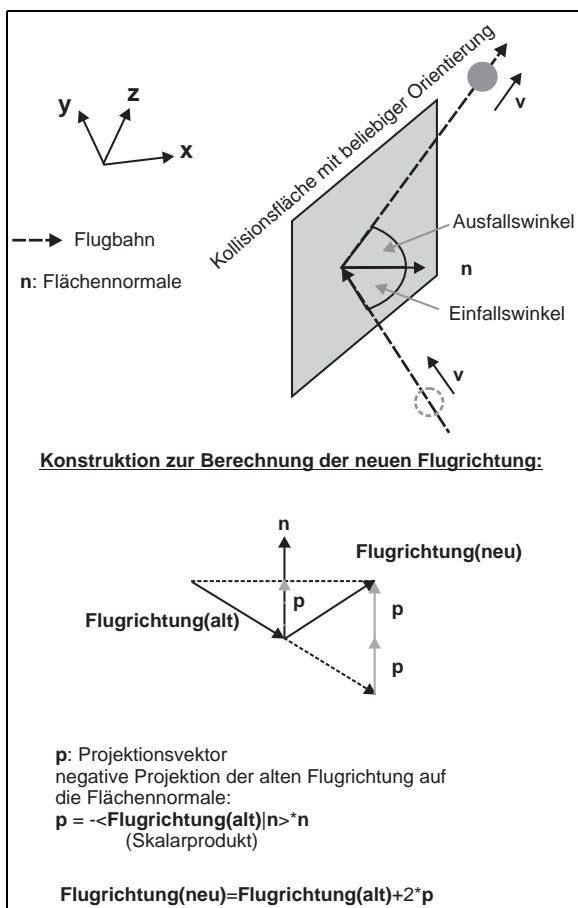 Kollisionsfläche mit beliebiger Orientierung
v
y
z
x
Ausfallswinkel
Flugbahn
n
n: Flächennormale
Einfallswinkel
v
Konstruktion zur Berechnung der neuen Flugrichtung:
n
Flugrichtung(neu)
p
p
Flugrichtung(alt)
p
p: Projektionsvektor
negative Projektion der alten Flugrichtung auf
die Flächennormale:
p = -<Flugrichtung(alt)|n>*n
(Skalarprodukt)
Flugrichtung(neu)=Flugrichtung(alt)+2*p